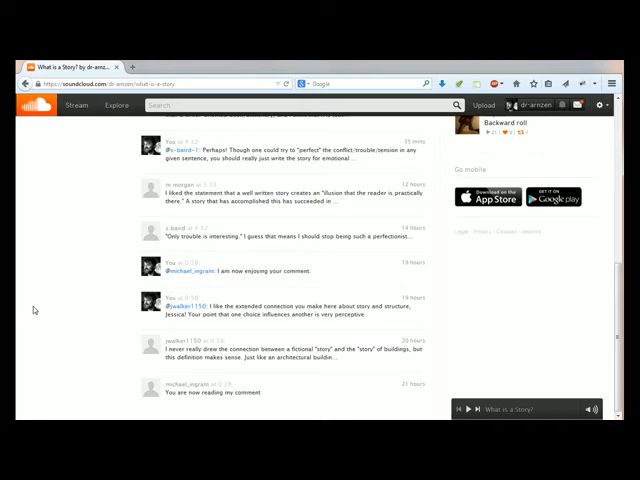 What is a Story? by dr-arnze...
https://soundcloud.com/dr-arnzen/what-is-a-story
Google
Stream Explore Search Upload dr-arnzen
Backward roll
21 2 1
You at 4:32 15 mins
@s-baird-1: Perhaps! Though one could try to "perfect" the conflict/trouble/tension in any
given sentence, you should really just write the story for emotional ...
Go mobile
m.morgan at 5:33 12 hours
I liked the statement that a well written story creates an "illusion that the reader is practically
there." A story that has accomplished this has succeeded in ...
Download on the App Store
GET IT ON Google play
s.baird at 4:32 14 hours
"Only trouble is interesting." I guess that means I should stop being such a perfectionist...
Legal · Privacy · Cookies · Imprint
You at 0:28 19 hours
@michael_ingram: I am now enjoying your comment.
You at 0:58 19 hours
@jwalker1150: I like the extended connection you make here about story and structure,
Jessica! Your point that one choice influences another is very perceptive.
jwalker1150 at 0:58 20 hours
I never really drew the connection between a fictional "story" and the "story" of buildings, but
this definition makes sense. Just like an architectural buildin...
michael_ingram at 0:28 21 hours
You are now reading my comment
What is a Story?